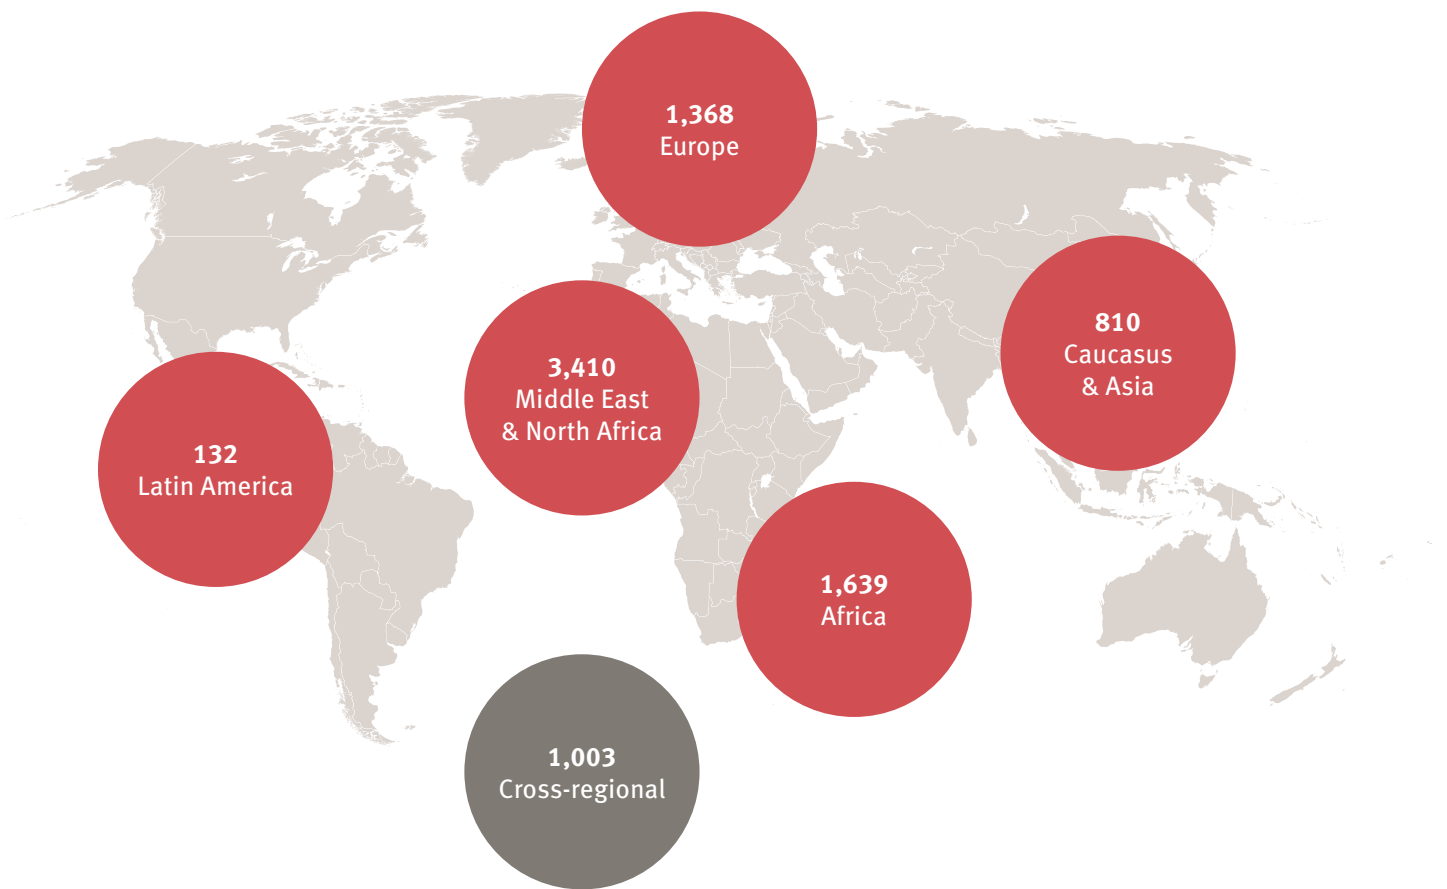 1,368
Europe
810
Caucasus
& Asia
3,410
Middle East
& North Africa
132
Latin America
1,639
Africa
1,003
Cross-regional